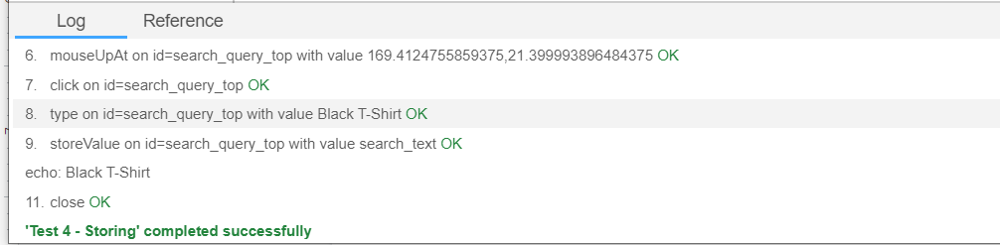 Log Reference
6. mouseUpAt on id=search_query_top with value 169.4124755859375,21.399993896484375 OK
7. click on id=search_query_top OK
8. type on id=search_query_top with value Black T-Shirt OK
9. storeValue on id=search_query_top with value search_text OK
echo: Black T-Shirt
11. close OK
'Test 4 - Storing' completed successfully